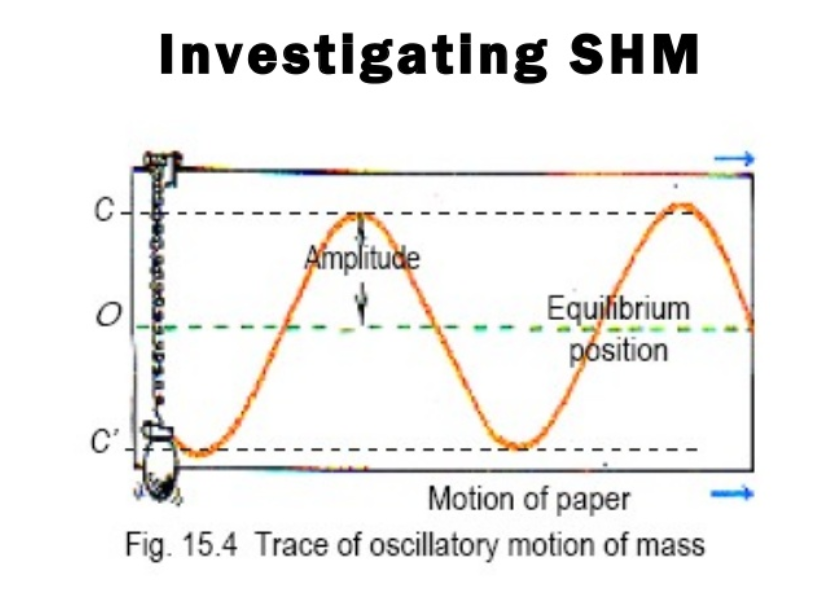 Investigating SHM
C
Amplitude
O
Equilibrium
position
C'
Motion of paper
Fig. 15.4 Trace of oscillatory motion of mass